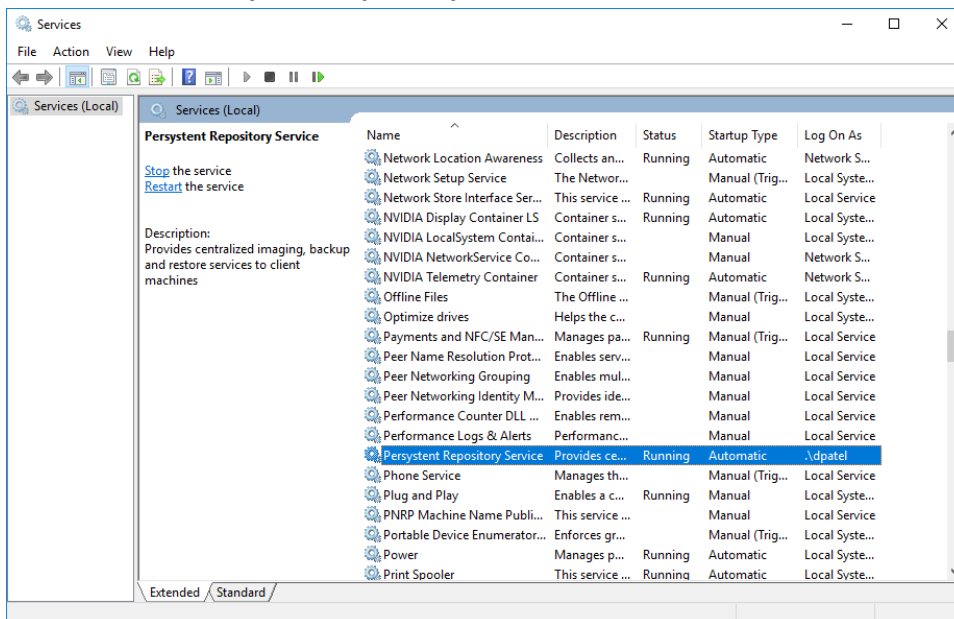 Services
File Action View Help
Services (Local)
Services (Local)
Persystent Repository Service
Stop the service
Restart the service
Description:
Provides centralized imaging, backup
and restore services to client
machines
Name Description Status Startup Type Log On As
Network Location Awareness Collects an... Running Automatic Network S...
Network Setup Service The Networ... Manual (Trig... Local Syste...
Network Store Interface Ser... This service ... Running Automatic Local Service
NVIDIA Display Container LS Container s... Running Automatic Local Syste...
NVIDIA LocalSystem Contai... Container s... Manual Local Syste...
NVIDIA NetworkService Co... Container s... Manual Network S...
NVIDIA Telemetry Container Container s... Running Automatic Network S...
Offline Files The Offline ... Manual (Trig... Local Syste...
Optimize drives Helps the c... Manual Local Syste...
Payments and NFC/SE Man... Manages pa... Running Manual (Trig... Local Service
Peer Name Resolution Prot... Enables serv... Manual Local Service
Peer Networking Grouping Enables mul... Manual Local Service
Peer Networking Identity M... Provides ide... Manual Local Service
Performance Counter DLL ... Enables rem... Manual Local Service
Performance Logs & Alerts Performanc... Manual Local Service
Persystent Repository Service Provides ce... Running Automatic .\dpatel
Phone Service Manages th... Manual (Trig... Local Service
Plug and Play Enables a c... Running Manual Local Syste...
PNRP Machine Name Publi... This service ... Manual Local Service
Portable Device Enumerator... Enforces gr... Manual (Trig... Local Syste...
Power Manages p... Running Automatic Local Syste...
Print Spooler This service ... Running Automatic Local Syste...
Extended Standard